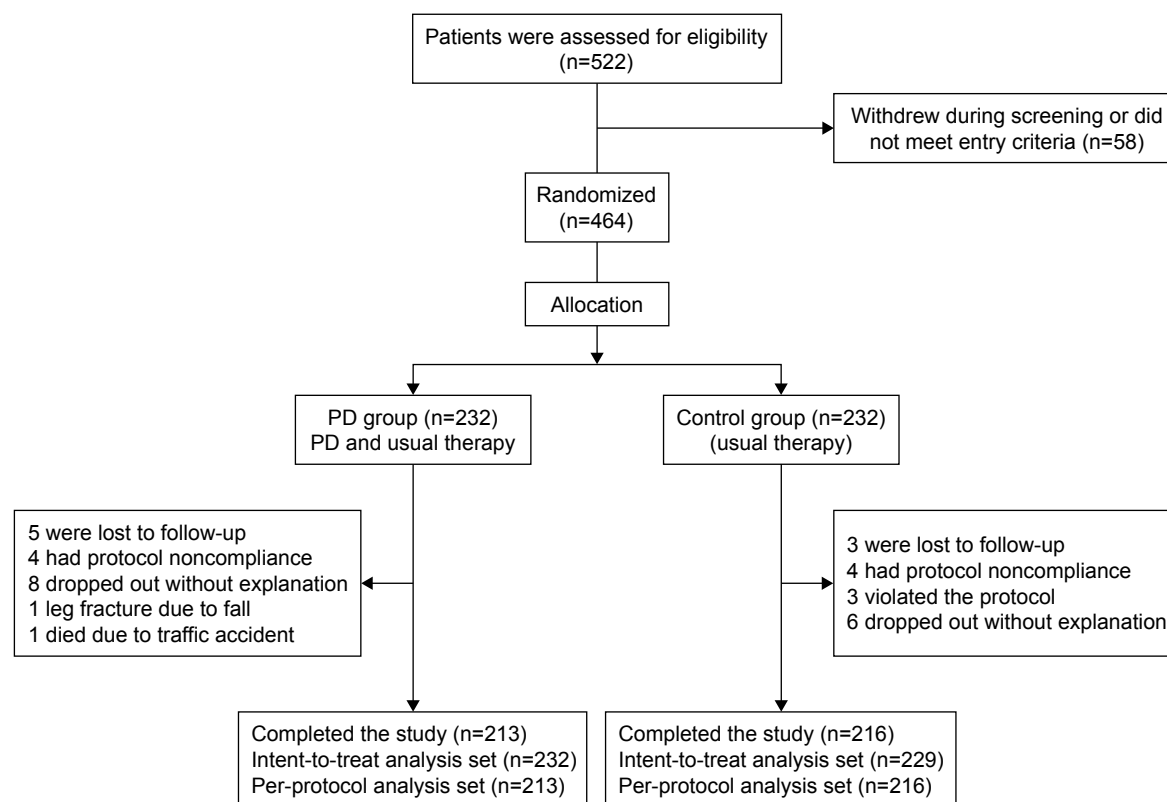 Patients were assessed for eligibility
(n=522)
Withdrew during screening or did
not meet entry criteria (n=58)
Randomized
(n=464)
Allocation
PD group (n=232)
PD and usual therapy
Control group (n=232)
(usual therapy)
5 were lost to follow-up
4 had protocol noncompliance
8 dropped out without explanation
1 leg fracture due to fall
1 died due to traffic accident
3 were lost to follow-up
4 had protocol noncompliance
3 violated the protocol
6 dropped out without explanation
Completed the study (n=213)
Intent-to-treat analysis set (n=232)
Per-protocol analysis set (n=213)
Completed the study (n=216)
Intent-to-treat analysis set (n=229)
Per-protocol analysis set (n=216)